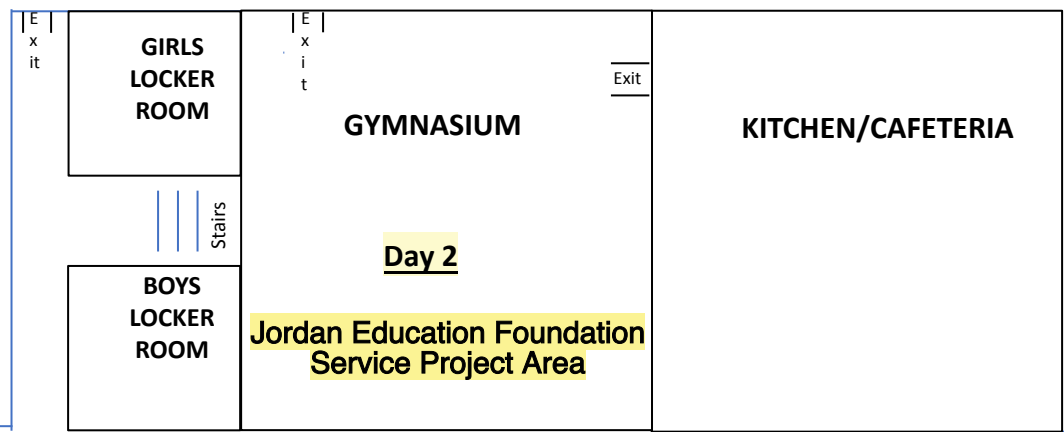 E
x
it
GIRLS
LOCKER
ROOM
E
x
i
t
Exit
GYMNASIUM
KITCHEN/CAFETERIA
Stairs
Day 2
BOYS
LOCKER
ROOM
Jordan Education Foundation
Service Project Area